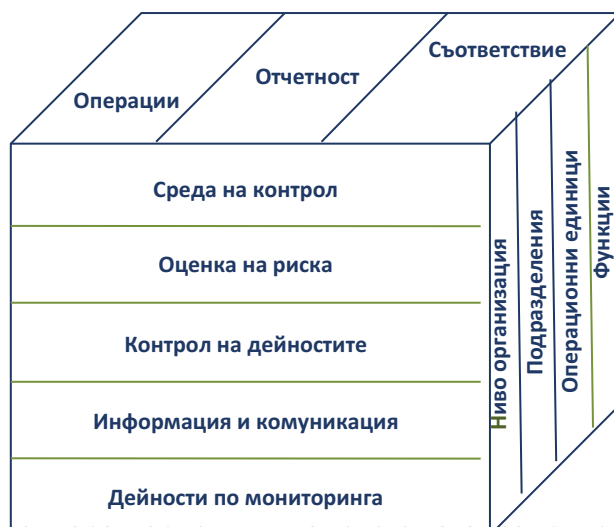 Съответствие
Отчетност
Операции
Среда на контрол
Оценка на риска
Контрол на дейностите
Информация и комуникация
Дейности по мониторинга
Ниво организация
Подразделения
Операционни единици
Функции